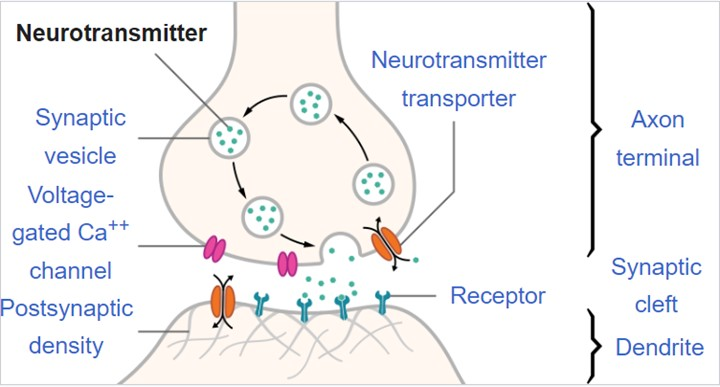 Neurotransmitter
Synaptic
vesicle
Voltage-
gated Ca++
channel
Postsynaptic
density
Neurotransmitter
transporter
Receptor
Axon
terminal
Synaptic
cleft
Dendrite